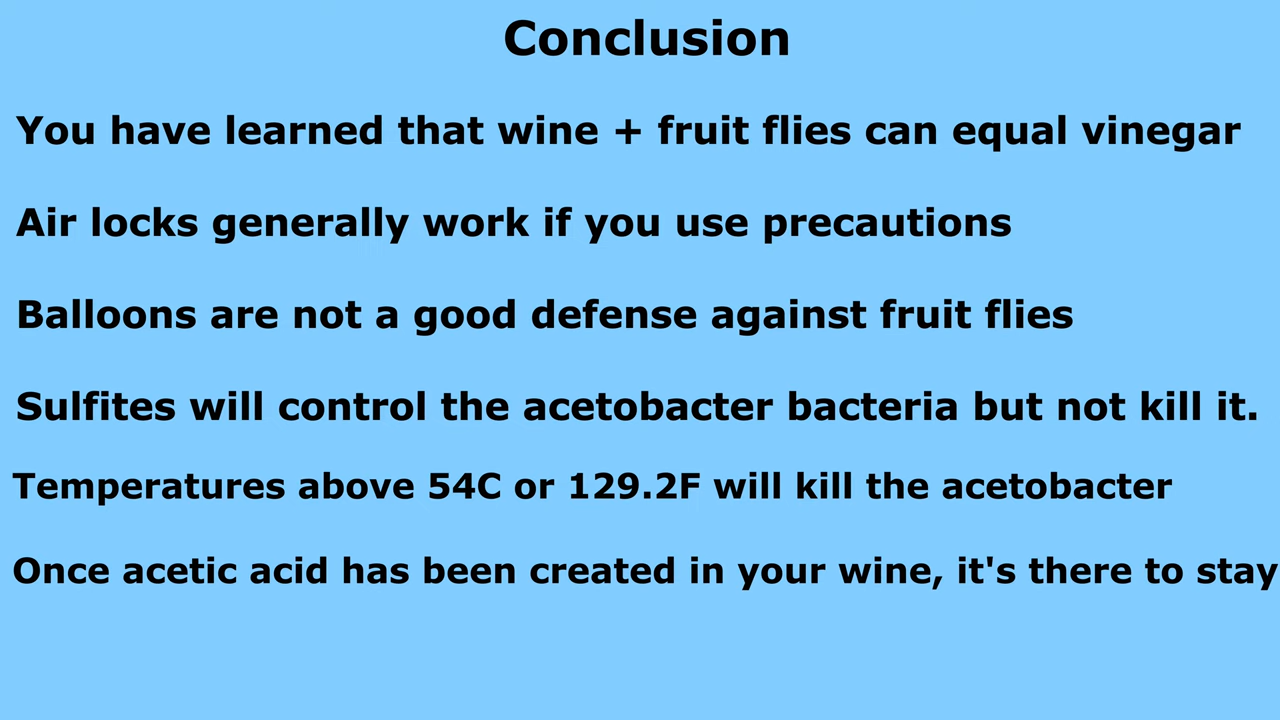 Conclusion
You have learned that wine + fruit flies can equal vinegar
Air locks generally work if you use precautions
Balloons are not a good defense against fruit flies
Sulfites will control the acetobacter bacteria but not kill it.
Temperatures above 54C or 129.2F will kill the acetobacter
Once acetic acid has been created in your wine, it's there to stay